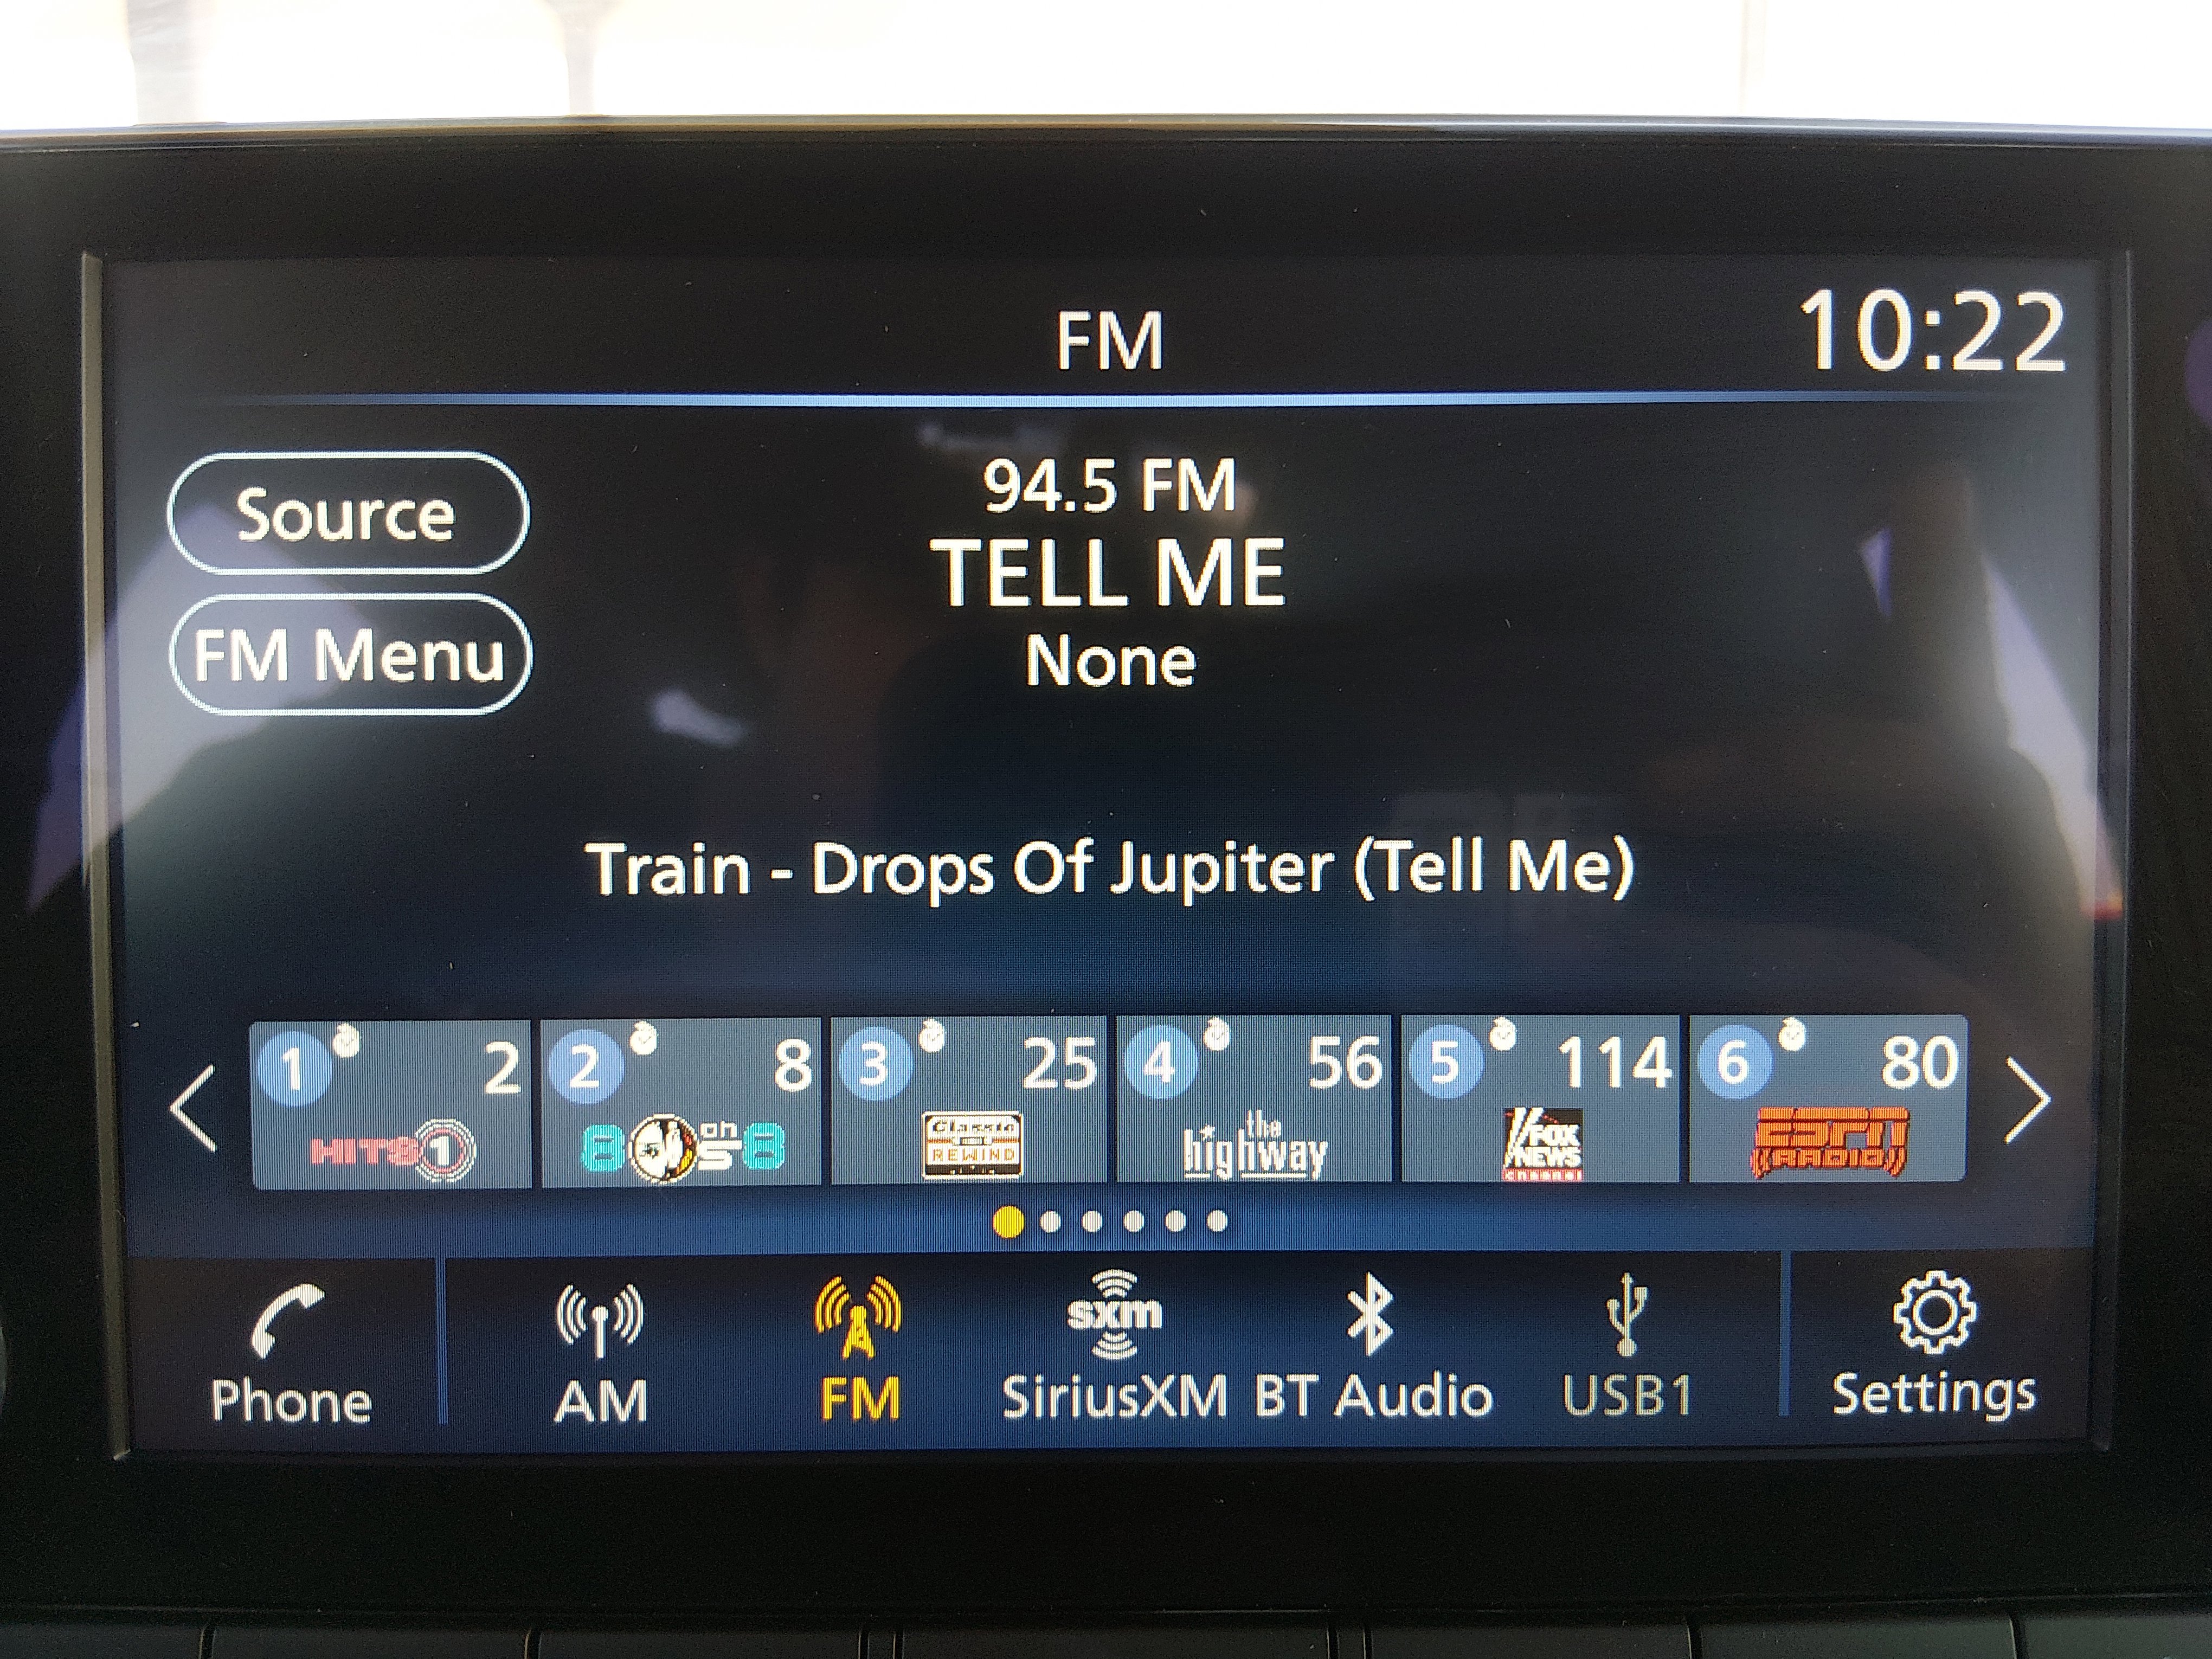 FM
10:22
Source
94.5 FM
TELL ME
FM Menu
None
Train - Drops Of Jupiter (Tell Me)
1 2
HITS 1
2 8
80s on 8
3 25
Classic
REWIND
4 56
the
highway
5 114
FOX
NEWS
channel
6 80
ESPN
RADIO
Phone
AM
FM
sxm
SiriusXM
BT Audio
USB1
Settings